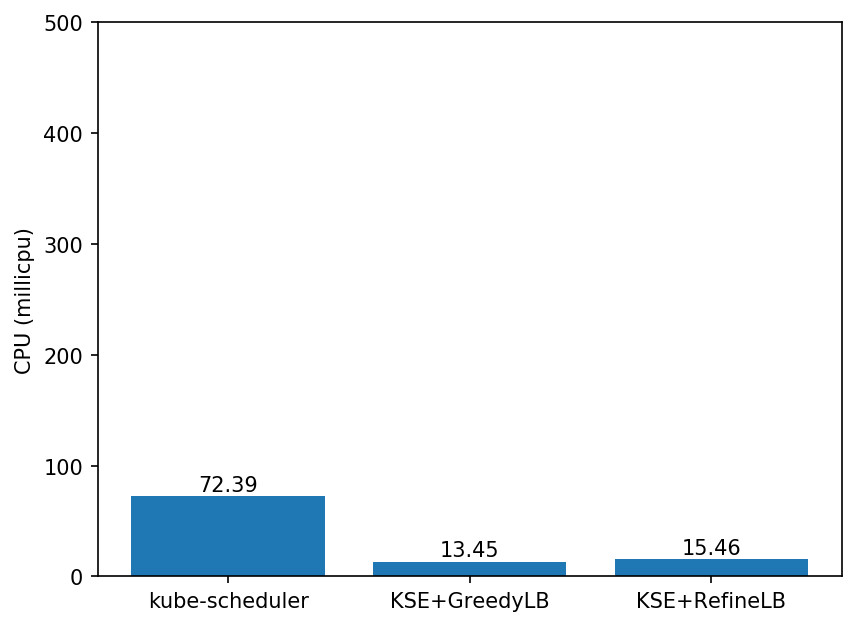 500
400
300
200
100
0
CPU (millicpu)
72.39
13.45
15.46
kube-scheduler
KSE+GreedyLB
KSE+RefineLB